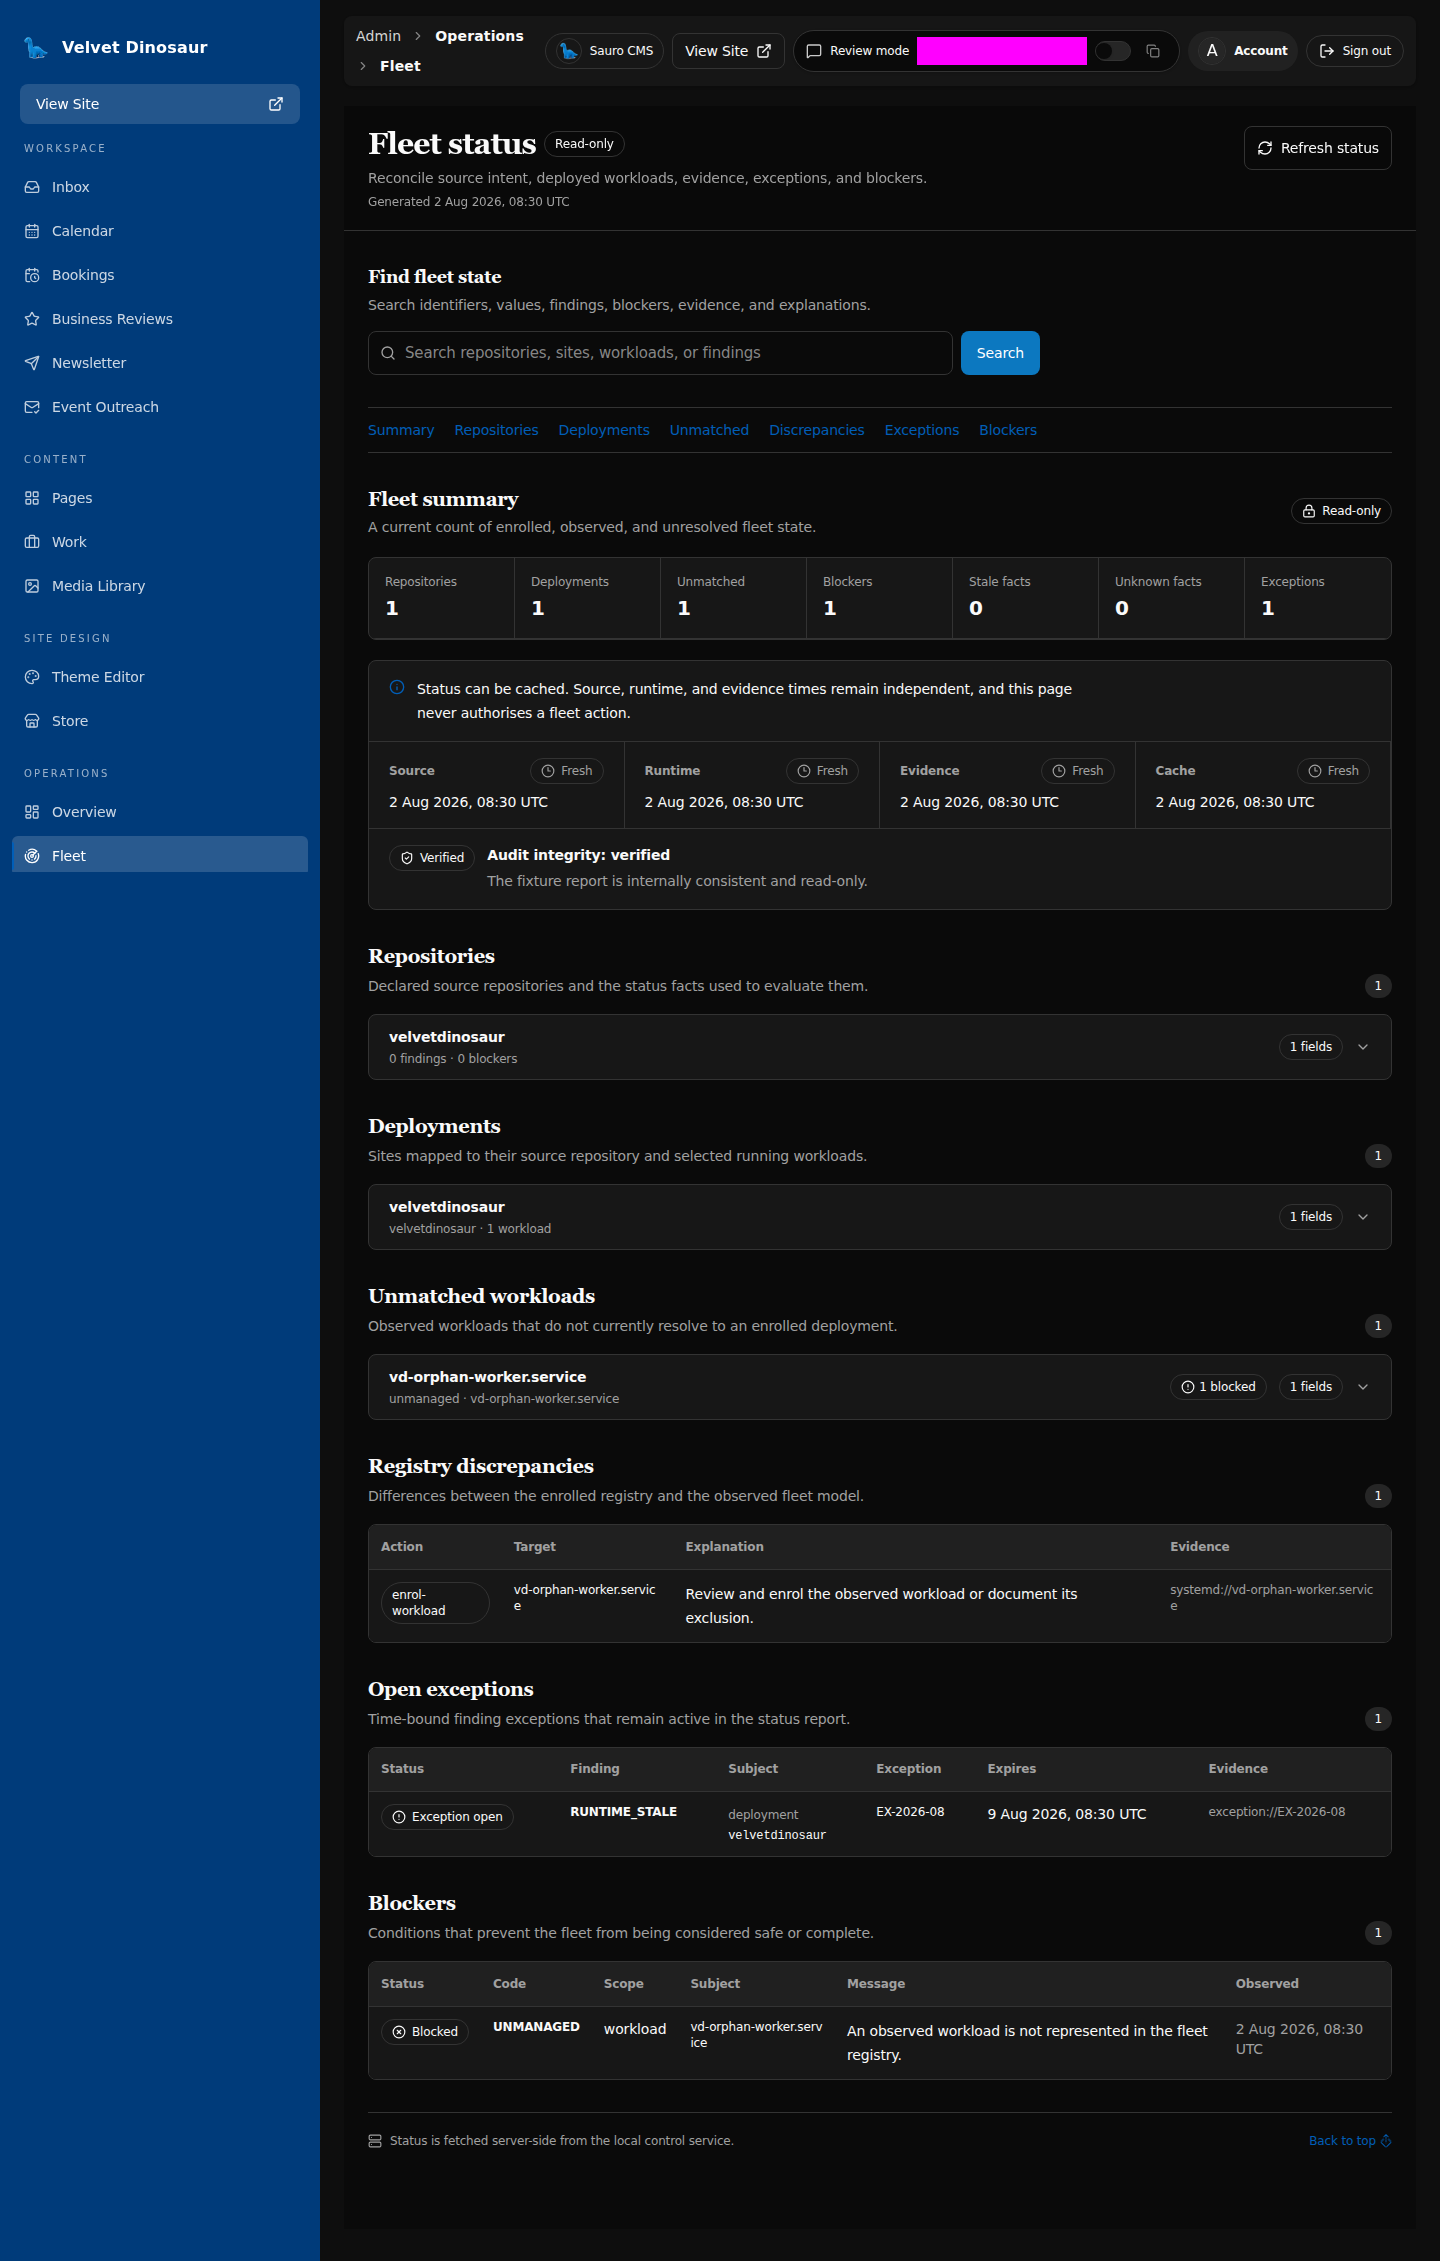 Velvet Dinosaur
View Site
WORKSPACE
Inbox
Calendar
Bookings
Business Reviews
Newsletter
Event Outreach
CONTENT
Pages
Work
Media Library
SITE DESIGN
Theme Editor
Store
OPERATIONS
Overview
Fleet
Admin > Operations
> Fleet
Sauro CMS
View Site
Review mode
A Account
Sign out
Fleet status Read-only
Reconcile source intent, deployed workloads, evidence, exceptions, and blockers.
Generated 2 Aug 2026, 08:30 UTC
Refresh status
Find fleet state
Search identifiers, values, findings, blockers, evidence, and explanations.
Search repositories, sites, workloads, or findings
Search
Summary Repositories Deployments Unmatched Discrepancies Exceptions Blockers
Fleet summary
A current count of enrolled, observed, and unresolved fleet state.
Read-only
Repositories Deployments Unmatched Blockers Stale facts Unknown facts Exceptions
1 1 1 1 0 0 1
Status can be cached. Source, runtime, and evidence times remain independent, and this page
never authorises a fleet action.
Source Fresh Runtime Fresh Evidence Fresh Cache Fresh
2 Aug 2026, 08:30 UTC 2 Aug 2026, 08:30 UTC 2 Aug 2026, 08:30 UTC 2 Aug 2026, 08:30 UTC
Verified Audit integrity: verified
The fixture report is internally consistent and read-only.
Repositories
Declared source repositories and the status facts used to evaluate them.
1
velvetdinosaur
0 findings · 0 blockers
1 fields
Deployments
Sites mapped to their source repository and selected running workloads.
1
velvetdinosaur
velvetdinosaur · 1 workload
1 fields
Unmatched workloads
Observed workloads that do not currently resolve to an enrolled deployment.
1
vd-orphan-worker.service
unmanaged · vd-orphan-worker.service
1 blocked
1 fields
Registry discrepancies
Differences between the enrolled registry and the observed fleet model.
1
Action Target Explanation Evidence
enrol-
workload
vd-orphan-worker.servic
e
Review and enrol the observed workload or document its
exclusion.
systemd://vd-orphan-worker.servic
e
Open exceptions
Time-bound finding exceptions that remain active in the status report.
1
Status Finding Subject Exception Expires Evidence
Exception open
RUNTIME_STALE
deployment
velvetdinosaur
EX-2026-08
9 Aug 2026, 08:30 UTC
exception://EX-2026-08
Blockers
Conditions that prevent the fleet from being considered safe or complete.
1
Status Code Scope Subject Message Observed
Blocked
UNMANAGED
workload
vd-orphan-worker.serv
ice
An observed workload is not represented in the fleet
registry.
2 Aug 2026, 08:30
UTC
Status is fetched server-side from the local control service.
Back to top